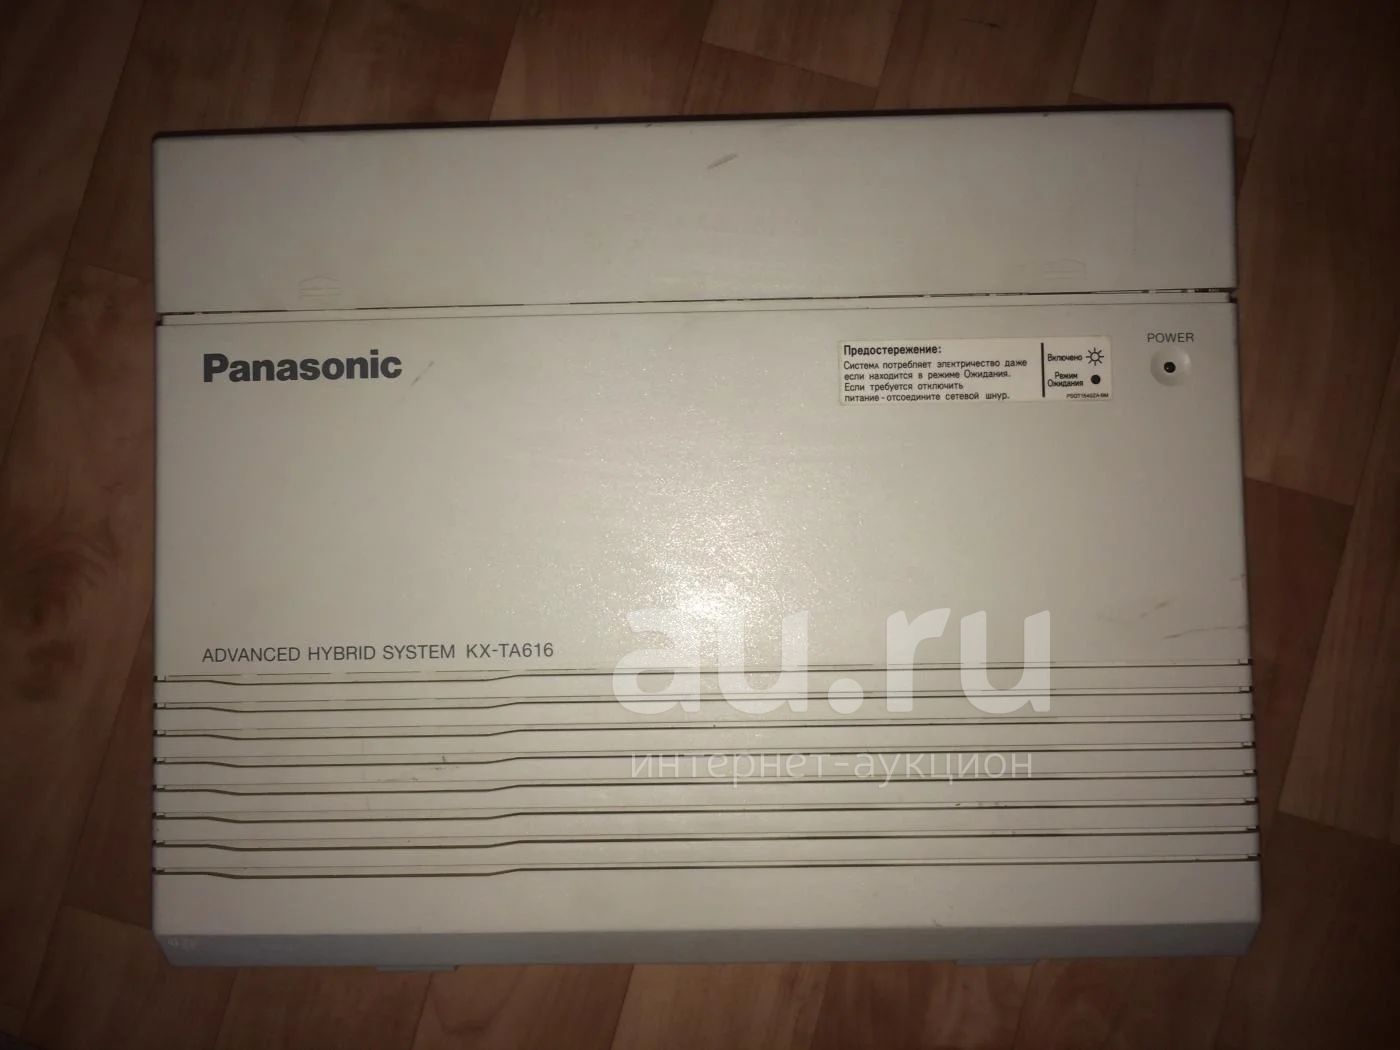 POWER
Panasonic
Предостережение:
Система потребляет электричество даже
если находится в режиме Ожидания.
Если требуется отключить
питание - отсоедините сетевой шнур.
Включено
Режим
Ожидания
ADVANCED HYBRID SYSTEM KX-TA616
au.ru
интернет-аукцион